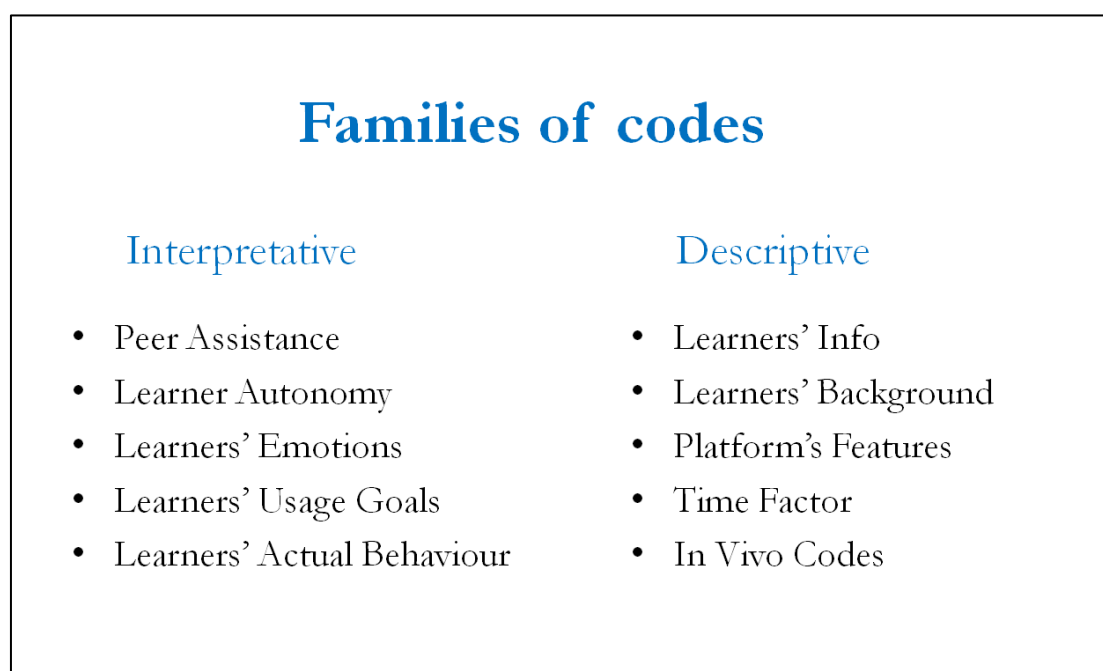 Families of codes
Interpretative
• Peer Assistance
• Learner Autonomy
• Learners’ Emotions
• Learners’ Usage Goals
• Learners’ Actual Behaviour
Descriptive
• Learners’ Info
• Learners’ Background
• Platform’s Features
• Time Factor
• In Vivo Codes